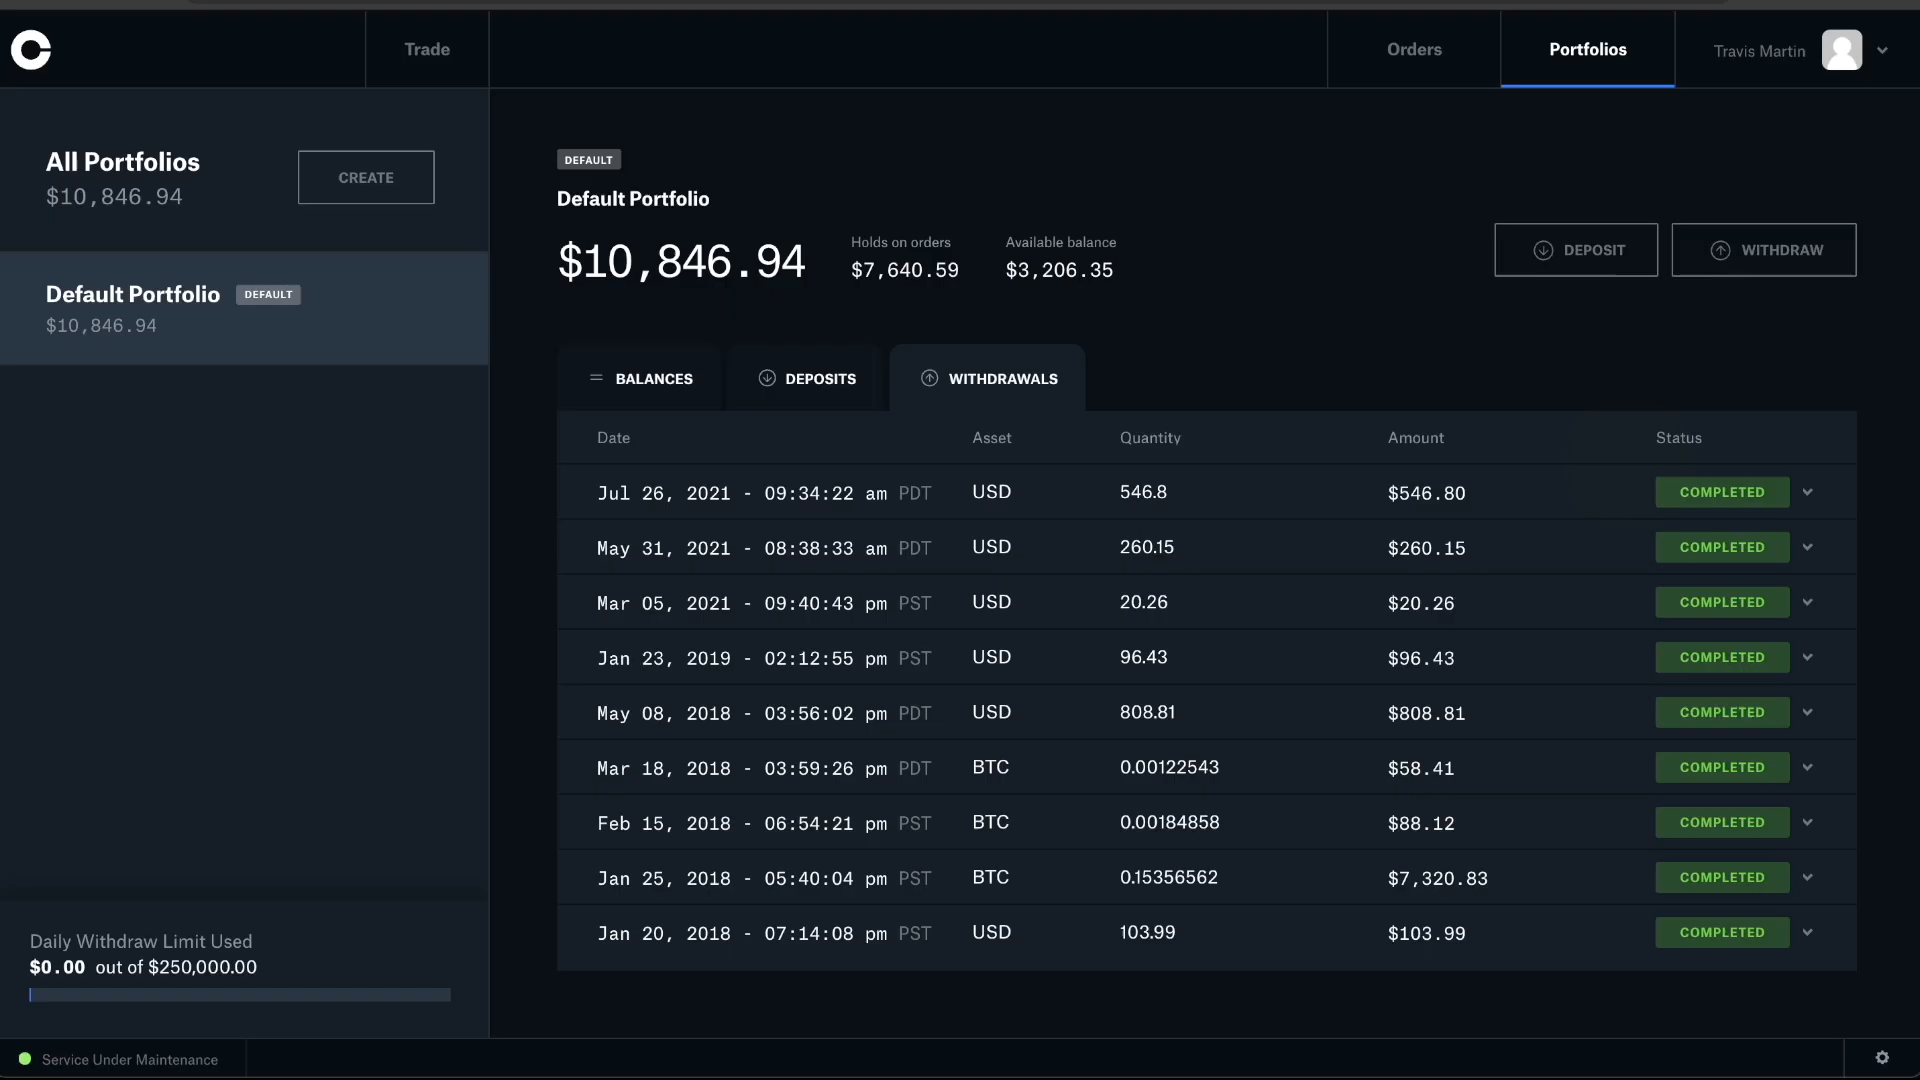 Trade
Orders
Portfolios
Travis Martin
All Portfolios
$10,846.94
CREATE
Default Portfolio DEFAULT
$10,846.94
Daily Withdraw Limit Used
$0.00 out of $250,000.00
DEFAULT
Default Portfolio
$10,846.94
Holds on orders
$7,640.59
Available balance
$3,206.35
DEPOSIT
WITHDRAW
BALANCES DEPOSITS WITHDRAWALS
Date Asset Quantity Amount Status
Jul 26, 2021 - 09:34:22 am PDT USD 546.8 $546.80 COMPLETED
May 31, 2021 - 08:38:33 am PDT USD 260.15 $260.15 COMPLETED
Mar 05, 2021 - 09:40:43 pm PST USD 20.26 $20.26 COMPLETED
Jan 23, 2019 - 02:12:55 pm PST USD 96.43 $96.43 COMPLETED
May 08, 2018 - 03:56:02 pm PDT USD 808.81 $808.81 COMPLETED
Mar 18, 2018 - 03:59:26 pm PDT BTC 0.00122543 $58.41 COMPLETED
Feb 15, 2018 - 06:54:21 pm PST BTC 0.00184858 $88.12 COMPLETED
Jan 25, 2018 - 05:40:04 pm PST BTC 0.15356562 $7,320.83 COMPLETED
Jan 20, 2018 - 07:14:08 pm PST USD 103.99 $103.99 COMPLETED
Service Under Maintenance